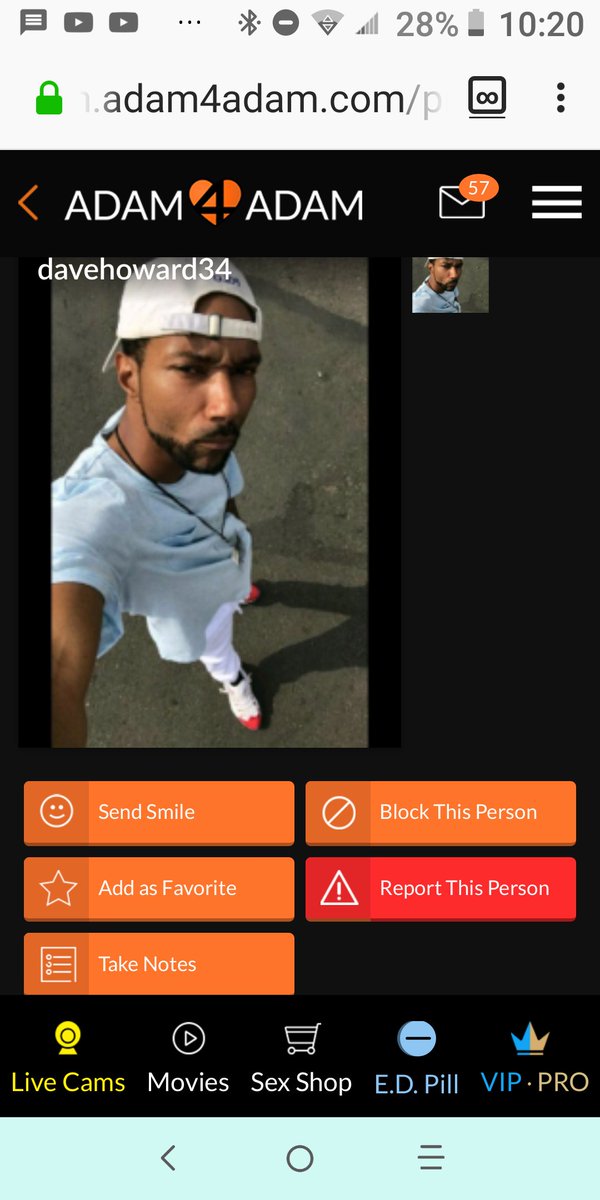 28% 10:20
.adam4adam.com/p
ADAM 4 ADAM
57
davehoward34
Send Smile
Block This Person
Add as Favorite
Report This Person
Take Notes
Live Cams
Movies
Sex Shop
E.D. Pill
VIP · PRO